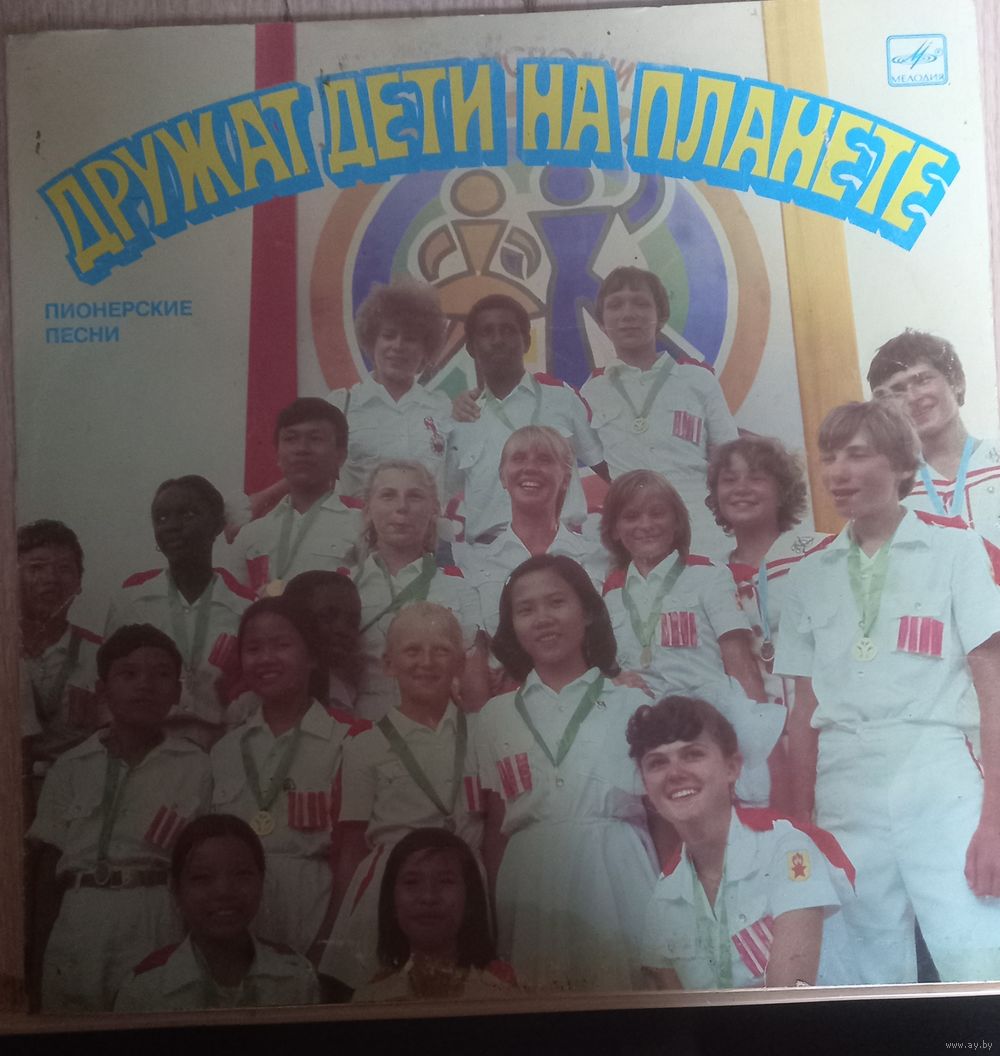 МЕЛОДИЯ
ДРУЖАТ ДЕТИ НА ПЛАНЕТЕ
ПИОНЕРСКИЕ
ПЕСНИ
www.ay.by